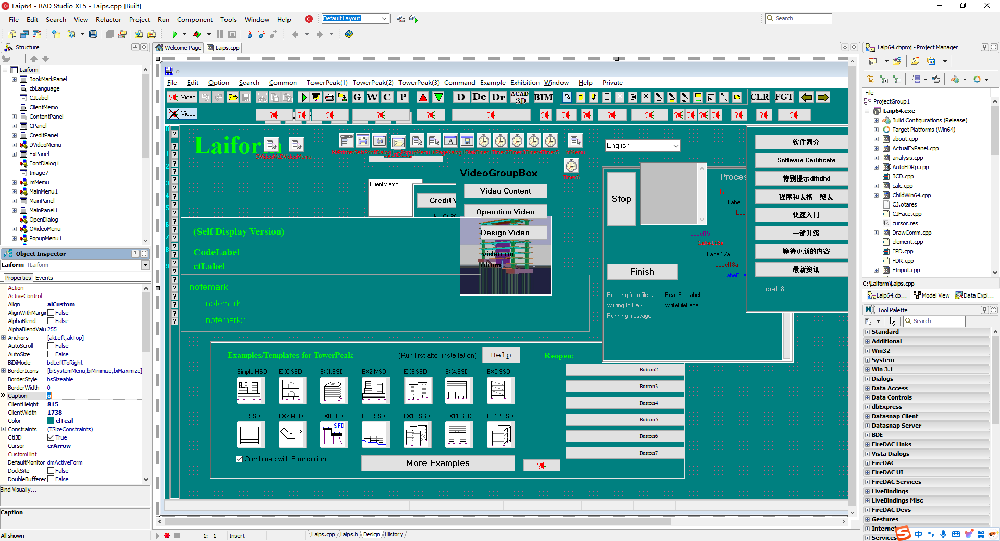 Laip64 - RAD Studio XE5 - Laips.cpp [Built]
File Edit Search View Refactor Project Run Component Tools Window Help
Default Layout
Search
Structure
Welcome Page
Laips.cpp
Laip64.cbproj - Project Manager
Laiform
BookMarkPanel
cbLanguage
CJLabel
ClientMemo
ContentPanel
CPanel
CreditPanel
DVideoMemu
ExPanel
FontDialog1
Image7
imMemu
MainMenu1
MainPanel
MainPanel1
OpenDialog
OVideoMenu
PopupMenu1
Object Inspector
Laiform TLaiform
Properties Events
Action
ActiveControl
Align alCustom
AlignWithMargi False
AlphaBlend False
AlphaBlendValu 255
Anchors [akLeft,akTop]
AutoScroll False
AutoSize False
BiDiMode bdLeftToRight
BorderIcons [biSystemMenu,biMinimize,biMaximize]
BorderStyle bsSizeable
BorderWidth 0
Caption o
ClientHeight 815
ClientWidth 1738
Color clTeal
Constraints (TSizeConstraints)
Ctl3D True
Cursor crArrow
CustomHint
DefaultMonitor dmActiveForm
DockSite False
DoubleBuffered False
Bind Visually...
Caption
All shown
File Edit Option Search Common TowerPeak(1) TowerPeak(2) TowerPeak(3) Command Example Exhibition Window Help Private
Video
G W C P
D De Dr ACAD 3D BIM
CLR FGT
Video
0
1
2
3
4
5
6
7
8
9
Laiform
English
Timer6
ClientMemo
Credit V
VideoGroupBox
Video Content
Operation Video
Design Video
video on
oform
(Self Display Version)
CodeLabel
ctLabel
notemark
notemark1
notemark2
Stop
Proces
Label1
Label2
Lab
L
Label15
Label16a
Label17a
Label18a
Label19a
Finish
Reading from file -> ReadFileLabel
Writing to file -> WriteFileLabel
Running message: ---
软件简介
Software Certificate
特别提示dfhdhd
程序和表格一览表
快速入门
一键升级
等待更新的内容
最新资讯
Label18
Examples/Templates for TowerPeak
(Run first after installation)
Help
Reopen:
Simple.MSD EX0.SSD EX1.SSD EX2.MSD EX3.SSD EX4.SSD EX5.SSD
EX6.SSD EX7.MSD EX8.SFD EX9.SSD EX10.SSD EX11.SSD EX12.SSD
SFD
Combined with Foundation
More Examples
Button2
Button3
Button4
Button5
Button6
Button7
1: 1 Insert
Laips.cpp Laips.h Design History
File
ProjectGroup1
Laip64.exe
Build Configurations (Release)
Target Platforms (Win64)
about.cpp
ActualExPanel.cpp
analysis.cpp
AutoFDRp.cpp
BCD.cpp
calc.cpp
ChildWin64.cpp
CJ.otares
CJFace.cpp
cursor.res
DrawComm.cpp
element.cpp
EPD.cpp
FDR.cpp
FInput.cpp
C:\Laiform\Laips.cpp
Laip64.cb... Model View Data Expl...
Tool Palette
Search
Standard
Additional
Win32
System
Win 3.1
Dialogs
Data Access
Data Controls
dbExpress
Datasnap Client
Datasnap Server
BDE
FireDAC Links
Vista Dialogs
FireDAC
FireDAC UI
FireDAC Services
LiveBindings
LiveBindings Misc
FireDAC Devs
Gestures
Internet
Services
中